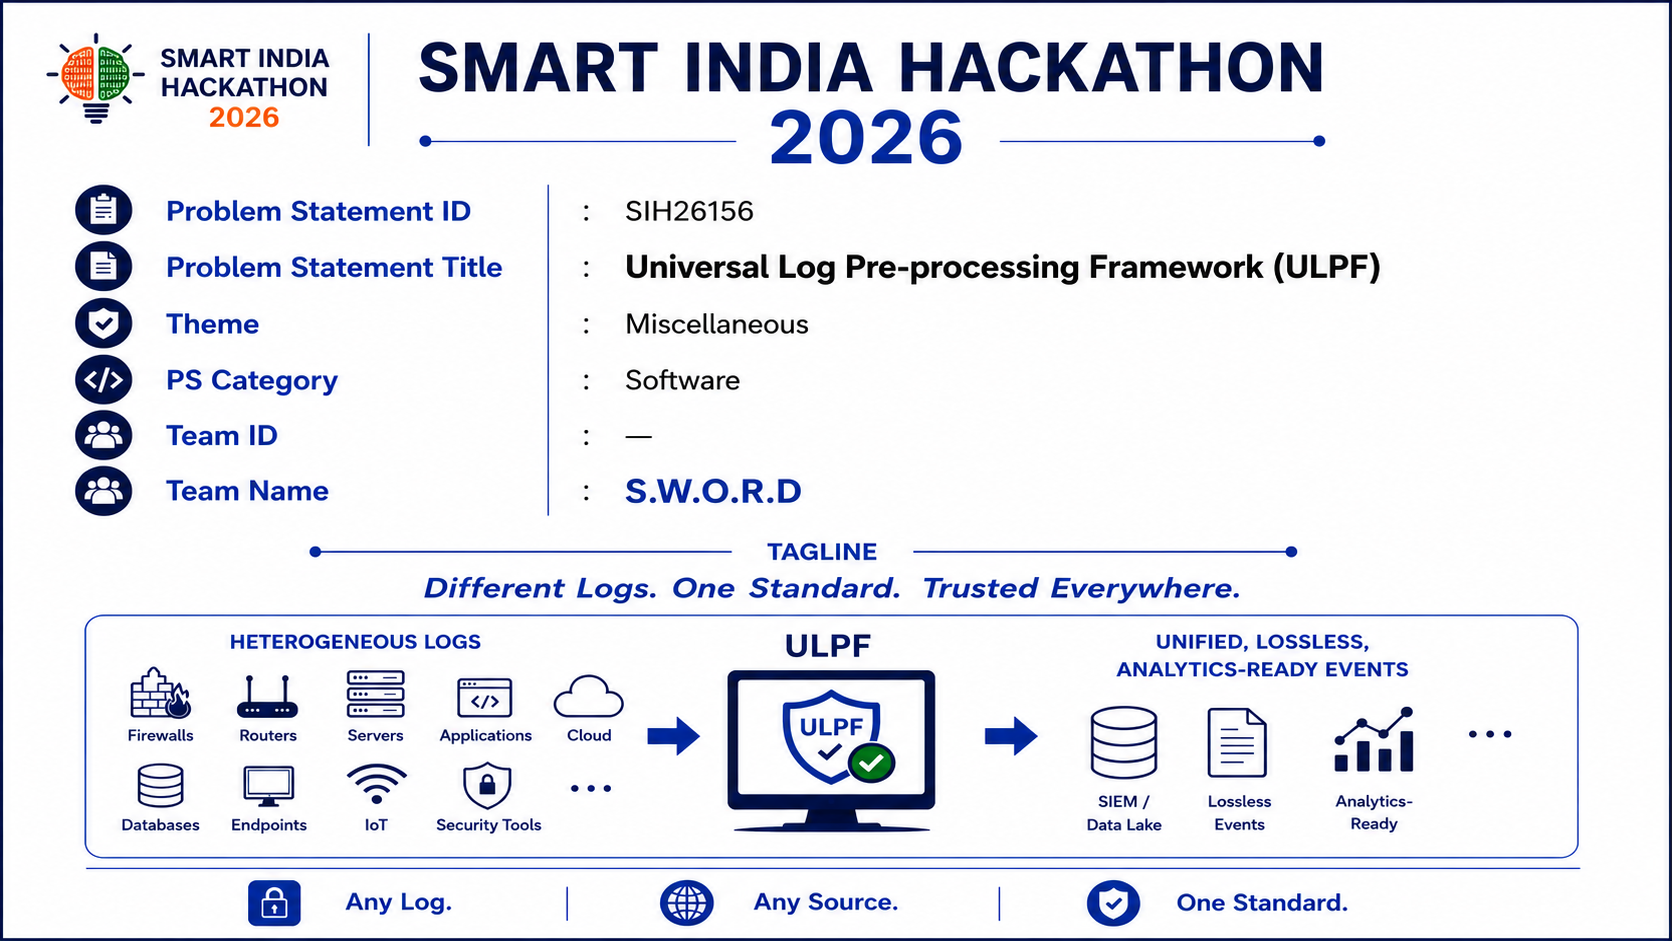 SMART INDIA
HACKATHON
2026
SMART INDIA HACKATHON
2026
Problem Statement ID : SIH26156
Problem Statement Title : Universal Log Pre-processing Framework (ULPF)
Theme : Miscellaneous
</> PS Category : Software
Team ID : —
Team Name : S.W.O.R.D
TAGLINE
Different Logs. One Standard. Trusted Everywhere.
HETEROGENEOUS LOGS
Firewalls Routers Servers Applications Cloud
Databases Endpoints IoT Security Tools ...
ULPF
ULPF
UNIFIED, LOSSLESS,
ANALYTICS-READY EVENTS
SIEM /
Data Lake
Lossless
Events
Analytics-
Ready
...
Any Log. Any Source. One Standard.